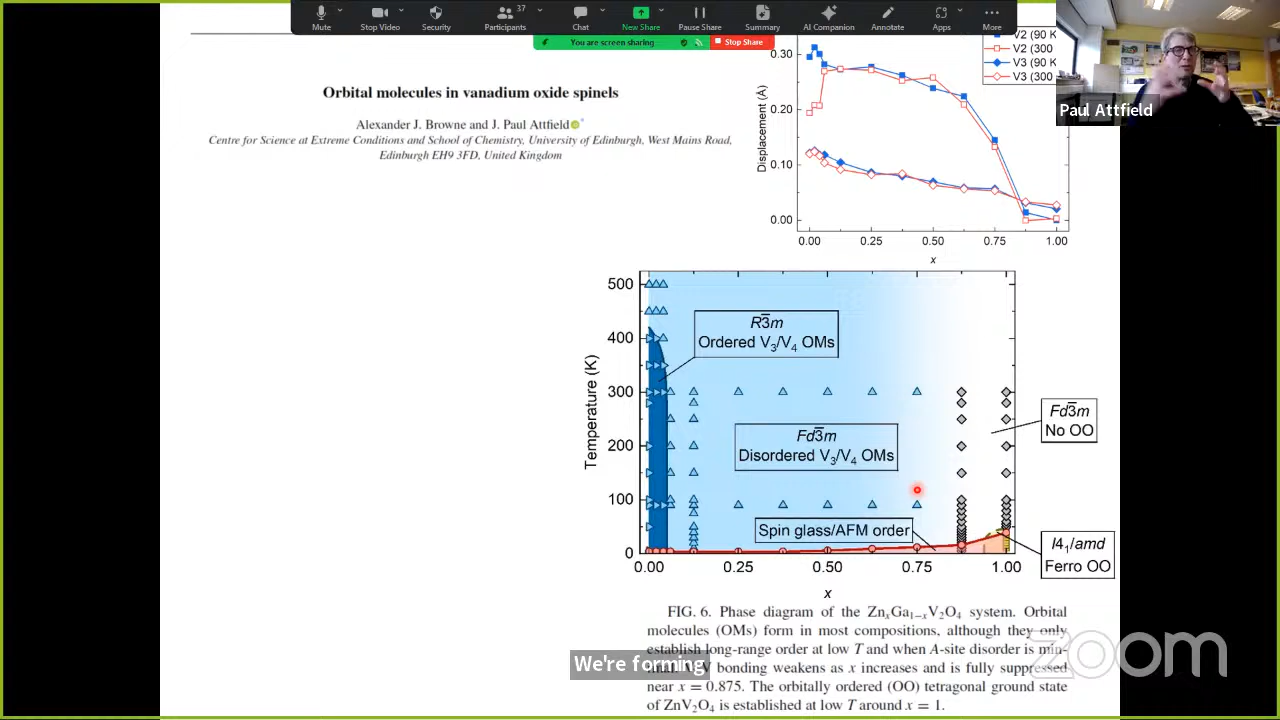 Mute
Stop Video
Security
Participants
37
Chat
New Share
Pause Share
Summary
AI Companion
Annotate
Apps
More
You are screen sharing
Stop Share
Paul Attfield
Orbital molecules in vanadium oxide spinels
Alexander J. Browne and J. Paul Attfield *
Centre for Science at Extreme Conditions and School of Chemistry, University of Edinburgh, West Mains Road,
Edinburgh EH9 3FD, United Kingdom
V2 (90 K
V2 (300
V3 (90 K
V3 (300
Displacement (Å)
0.30
0.20
0.10
0.00
0.00 0.25 0.50 0.75 1.00
x
Temperature (K)
500
400
300
200
100
0
R3̅m
Ordered V₃/V₄ OMs
Fd3̅m
Disordered V₃/V₄ OMs
Spin glass/AFM order
Fd3̅m
No OO
I4₁/amd
Ferro OO
0.00 0.25 0.50 0.75 1.00
x
FIG. 6. Phase diagram of the ZnₓGa₁₋ₓV₂O₄ system. Orbital
molecules (OMs) form in most compositions, although they only
establish long-range order at low T and when A-site disorder is min-
bonding weakens as x increases and is fully suppressed
near x = 0.875. The orbitally ordered (OO) tetragonal ground state
of ZnV₂O₄ is established at low T around x = 1.
We're forming
zoom